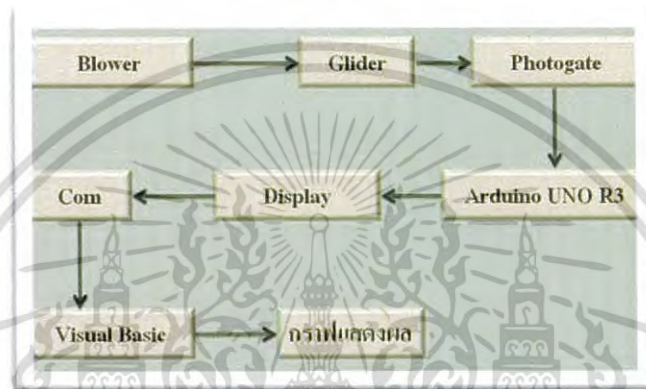 Blower Glider Photogate
Com Display Arduino UNO R3
Visual Basic กราฟแสดงผล